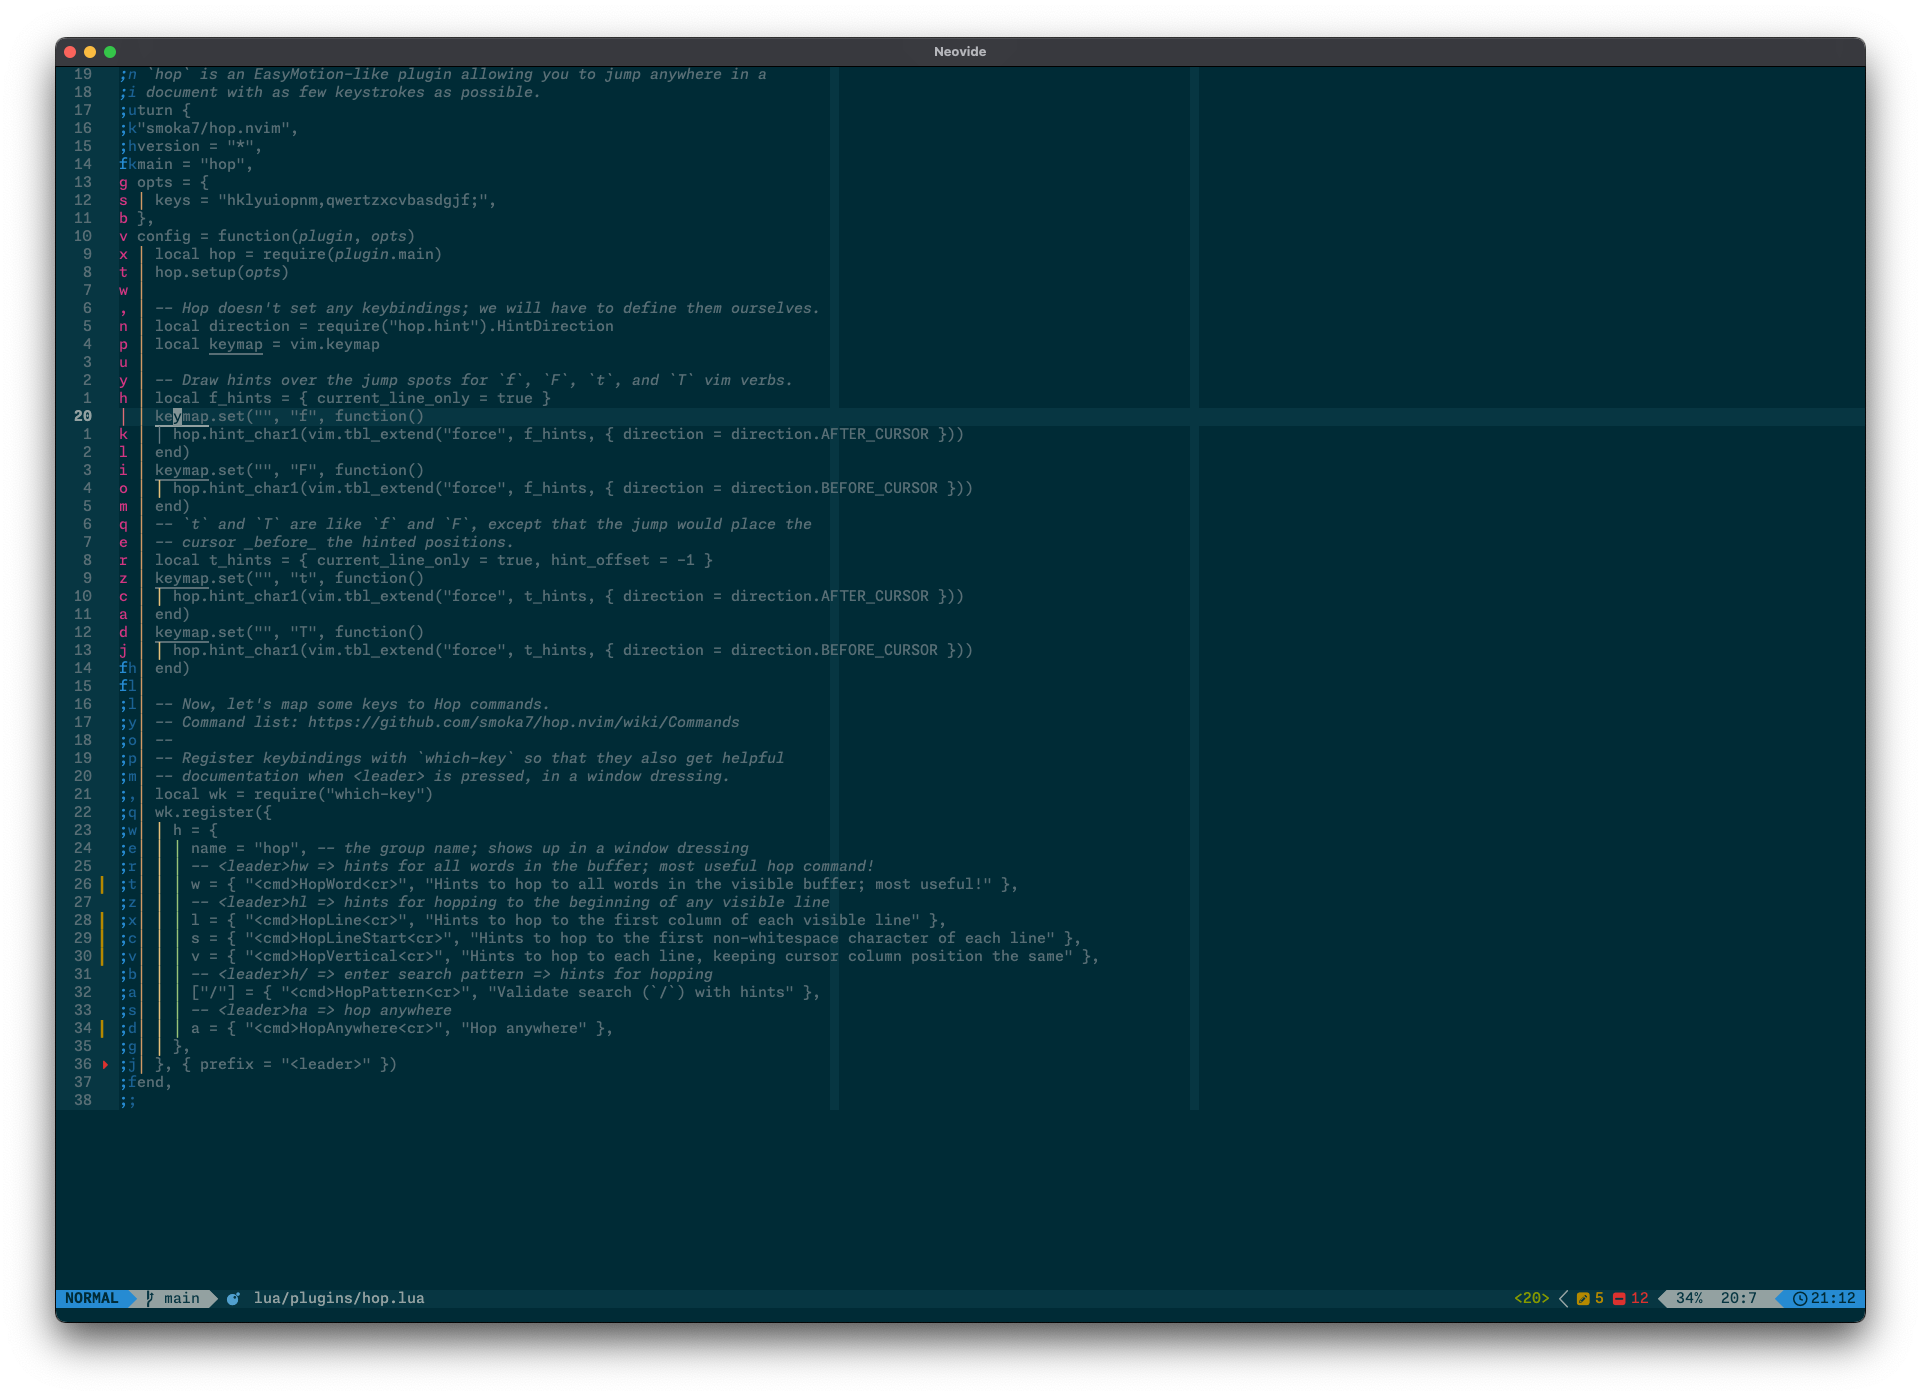 Neovide
19 ;n `hop` is an EasyMotion-like plugin allowing you to jump anywhere in a
18 ;i document with as few keystrokes as possible.
17 ;uturn {
16 ;k"smoka7/hop.nvim",
15 ;hversion = "*",
14 fkmain = "hop",
13 g opts = {
12 s | keys = "hklyuiopnm,qwertzxcvbasdgjf;",
11 b },
10 v config = function(plugin, opts)
9 x | local hop = require(plugin.main)
8 t | hop.setup(opts)
7 w |
6 , | -- Hop doesn't set any keybindings; we will have to define them ourselves.
5 n | local direction = require("hop.hint").HintDirection
4 p | local keymap = vim.keymap
3 u |
2 y | -- Draw hints over the jump spots for `f`, `F`, `t`, and `T` vim verbs.
1 h | local f_hints = { current_line_only = true }
20 | | keymap.set("", "f", function()
1 k | | hop.hint_char1(vim.tbl_extend("force", f_hints, { direction = direction.AFTER_CURSOR }))
2 l | end)
3 i | keymap.set("", "F", function()
4 o | | hop.hint_char1(vim.tbl_extend("force", f_hints, { direction = direction.BEFORE_CURSOR }))
5 m | end)
6 q | -- `t` and `T` are like `f` and `F`, except that the jump would place the
7 e | -- cursor _before_ the hinted positions.
8 r | local t_hints = { current_line_only = true, hint_offset = -1 }
9 z | keymap.set("", "t", function()
10 c | | hop.hint_char1(vim.tbl_extend("force", t_hints, { direction = direction.AFTER_CURSOR }))
11 a | end)
12 d | keymap.set("", "T", function()
13 j | | hop.hint_char1(vim.tbl_extend("force", t_hints, { direction = direction.BEFORE_CURSOR }))
14 fh| end)
15 fl|
16 ;l| -- Now, let's map some keys to Hop commands.
17 ;y| -- Command list: https://github.com/smoka7/hop.nvim/wiki/Commands
18 ;o| --
19 ;p| -- Register keybindings with `which-key` so that they also get helpful
20 ;m| -- documentation when <leader> is pressed, in a window dressing.
21 ;,| local wk = require("which-key")
22 ;q| wk.register({
23 ;w| | h = {
24 ;e| | | name = "hop", -- the group name; shows up in a window dressing
25 ;r| | | -- <leader>hw => hints for all words in the buffer; most useful hop command!
26 ;t| | | w = { "<cmd>HopWord<cr>", "Hints to hop to all words in the visible buffer; most useful!" },
27 ;z| | | -- <leader>hl => hints for hopping to the beginning of any visible line
28 ;x| | | l = { "<cmd>HopLine<cr>", "Hints to hop to the first column of each visible line" },
29 ;c| | | s = { "<cmd>HopLineStart<cr>", "Hints to hop to the first non-whitespace character of each line" },
30 ;v| | | v = { "<cmd>HopVertical<cr>", "Hints to hop to each line, keeping cursor column position the same" },
31 ;b| | | -- <leader>h/ => enter search pattern => hints for hopping
32 ;a| | | ["/"] = { "<cmd>HopPattern<cr>", "Validate search (`/`) with hints" },
33 ;s| | | -- <leader>ha => hop anywhere
34 ;d| | | a = { "<cmd>HopAnywhere<cr>", "Hop anywhere" },
35 ;g| | },
36 ;j| }, { prefix = "<leader>" })
37 ;fend,
38 ;;
NORMAL main lua/plugins/hop.lua <20> 5 12 34% 20:7 21:12